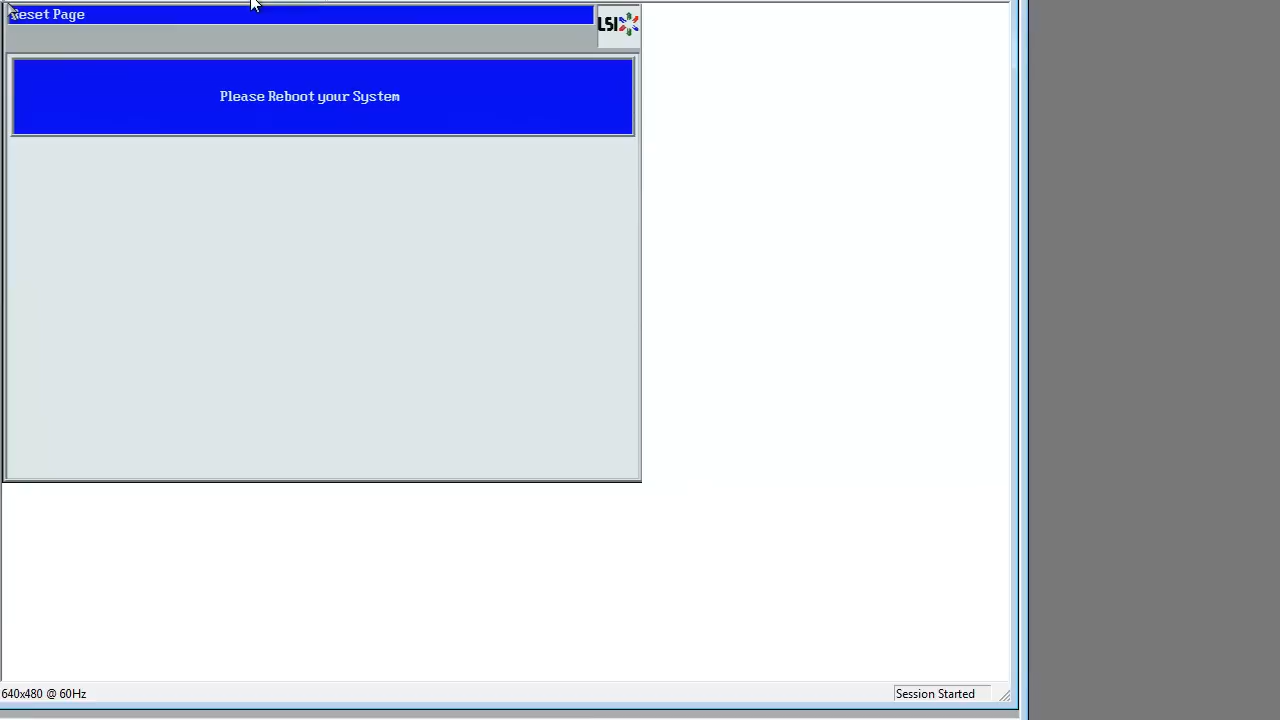 Reset Page
LSI
Please Reboot your System
640x480 @ 60Hz
Session Started